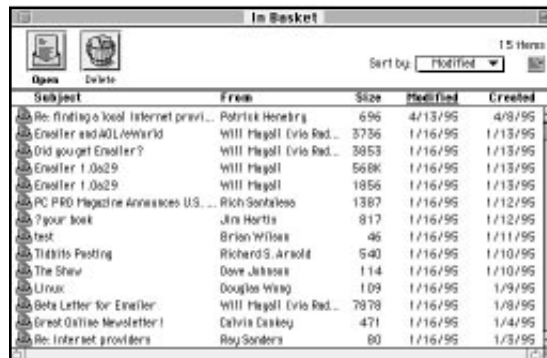 In Basket
15 items
Sort by: Modified
Open Delete
Subject From Size Modified Created
Re: finding a local Internet provi... Patrick Henebry 696 4/13/95 4/8/95
Emailer and AOL/eWorld Will Mayall (via Rad... 3736 1/16/95 1/13/95
Did you get Emailer? Will Mayall (via Rad... 3853 1/16/95 1/13/95
Emailer 1.0a29 Will Mayall 568K 1/16/95 1/13/95
Emailer 1.0a29 Will Mayall 1856 1/16/95 1/13/95
PC PRO Magazine Announces U.S. ... Rich Santalesa 1387 1/16/95 1/12/95
?your book Jim Hartis 817 1/16/95 1/12/95
test Brian Wilson 46 1/16/95 1/11/95
Tidbits Posting Richard S. Arnold 540 1/16/95 1/10/95
The Show Dave Johnson 114 1/16/95 1/10/95
Linux Douglas Wong 109 1/16/95 1/9/95
Beta Letter for Emailer. Will Mayall (via Rad... 7878 1/16/95 1/8/95
Great Online Newsletter! Calvin Conkey 471 1/16/95 1/4/95
Re: Internet providers Ray Sanders 80 1/16/95 1/3/95